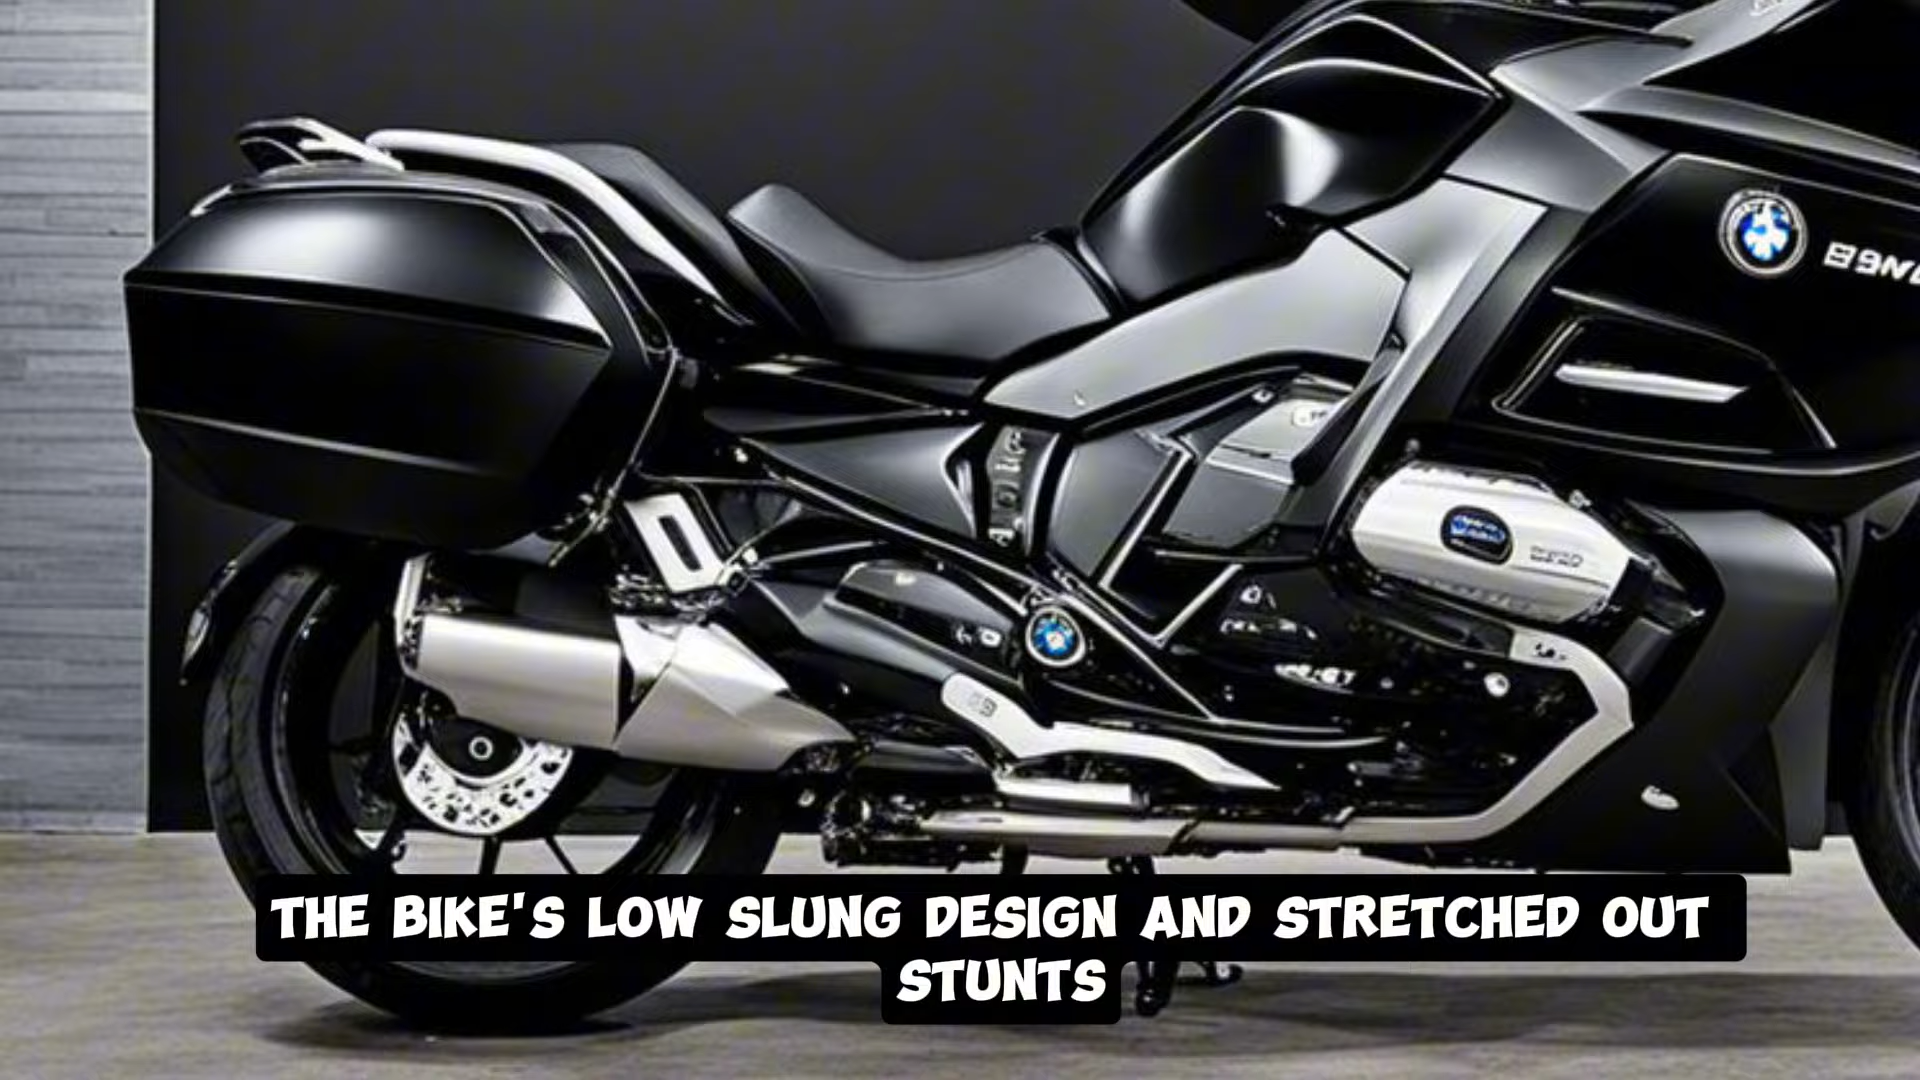 THE BIKE'S LOW SLUNG DESIGN AND STRETCHED OUT
STUNTS